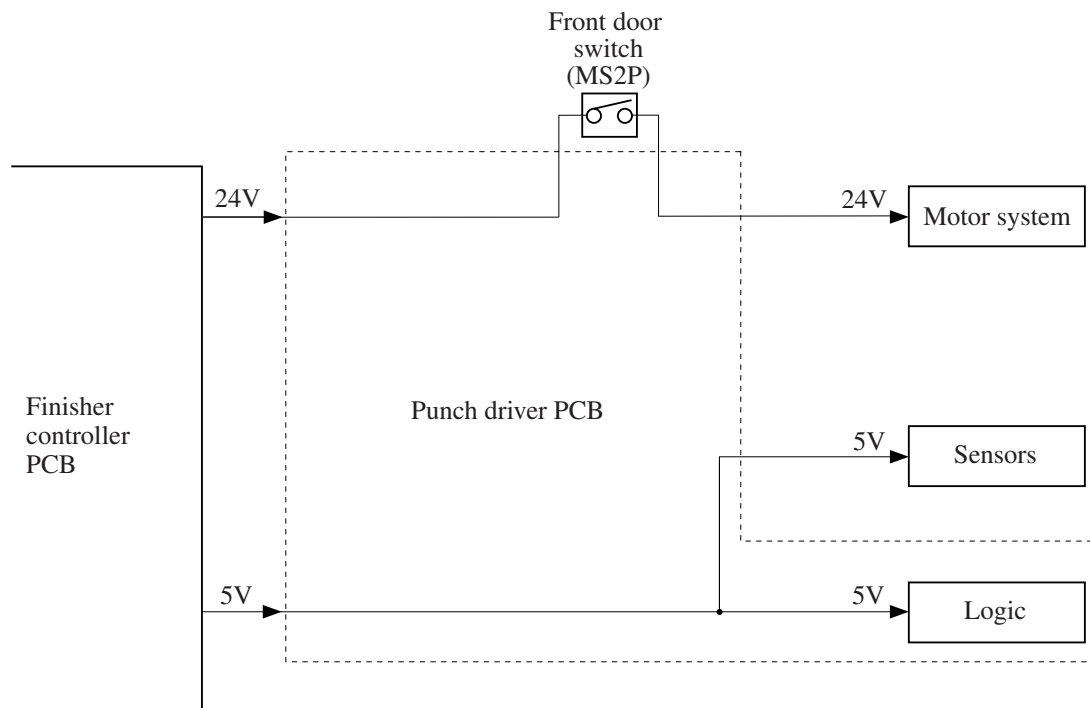 Front door
switch
(MS2P)
24V
24V
Motor system
Finisher
controller
PCB
Punch driver PCB
5V
Sensors
5V
5V
Logic